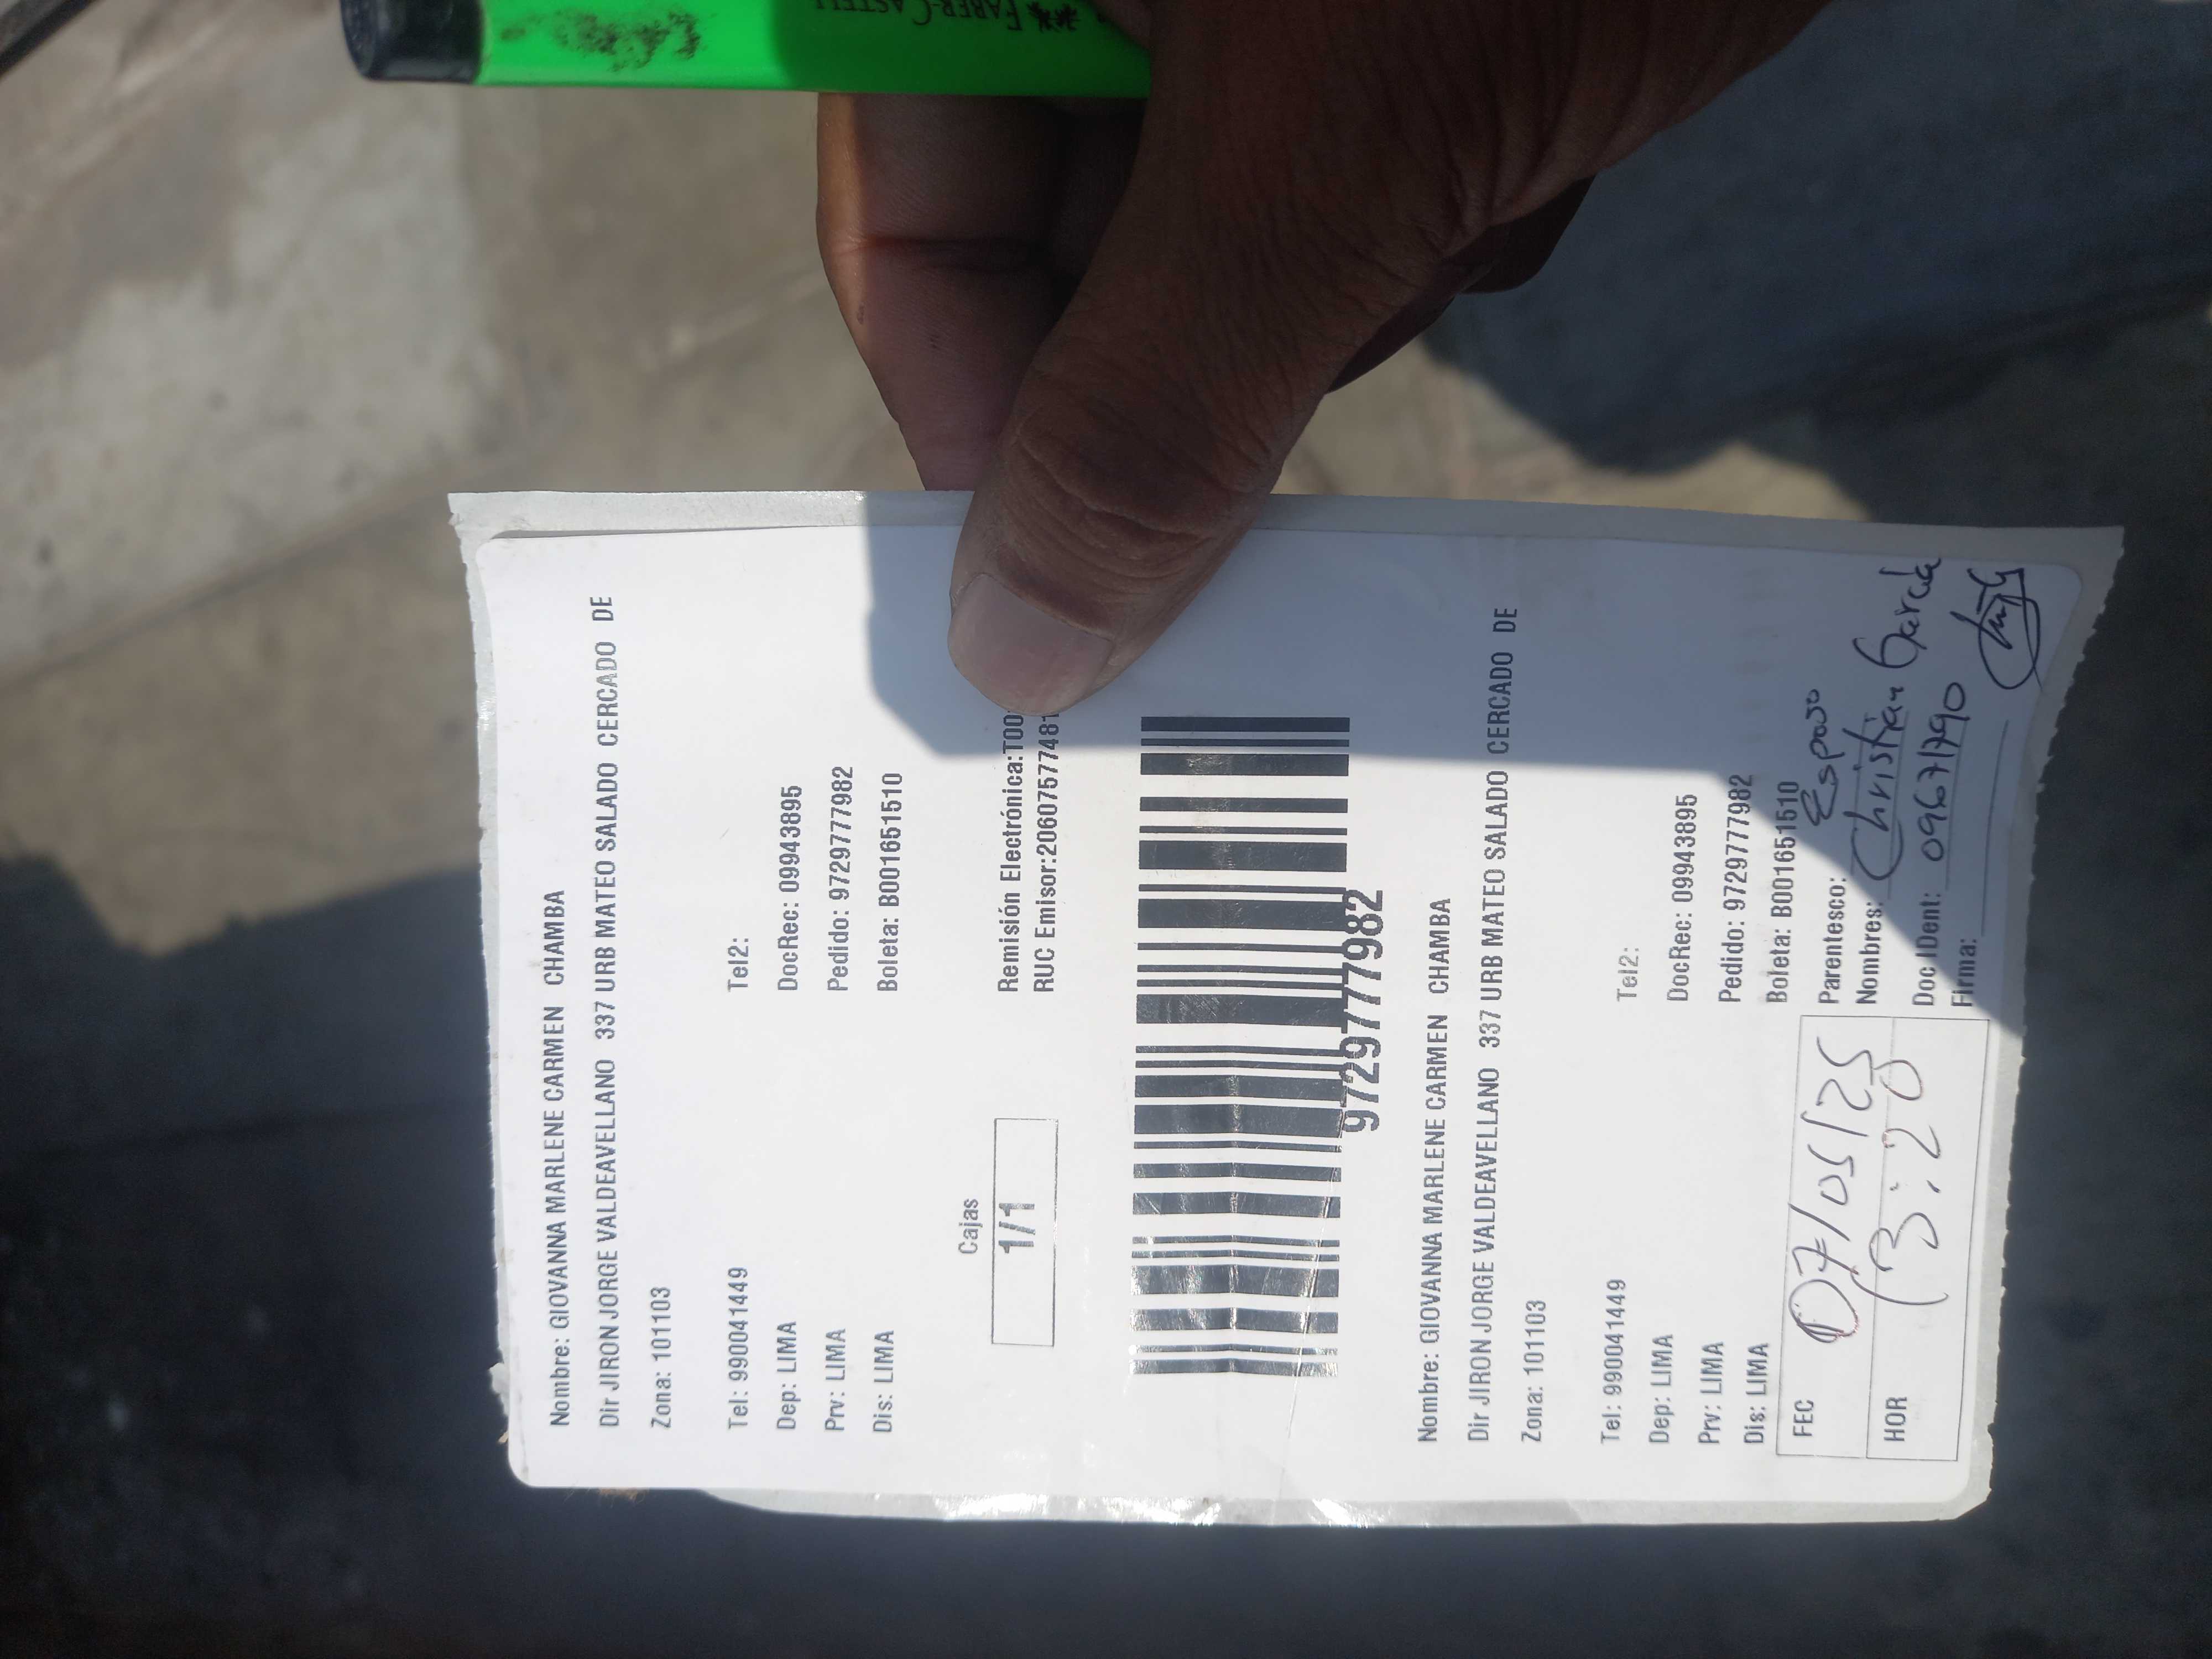 FABER-CASTELL
Nombre: GIOVANNA MARLENE CARMEN CHAMBA
Dir JIRON JORGE VALDEAVELLANO 337 URB MATEO SALADO CERCADO DE
Zona: 101103
Tel: 990041449 Tel2:
Dep: LIMA DocRec: 09943895
Prv: LIMA Pedido: 9729777982
Dis: LIMA Boleta: B001651510
Cajas
1/1
Remisión Electrónica:T00
RUC Emisor:2060757748
9729777982
Nombre: GIOVANNA MARLENE CARMEN CHAMBA
Dir JIRON JORGE VALDEAVELLANO 337 URB MATEO SALADO CERCADO DE
Zona: 101103
Tel: 990041449 Tel2:
Dep: LIMA DocRec: 09943895
Prv: LIMA Pedido: 9729777982
Dis: LIMA Boleta: B001651510
FEC 07/05/25
HOR 13:20
Parentesco: Esposo
Nombres: Christian García
Doc IDent: 09671790
Firma: